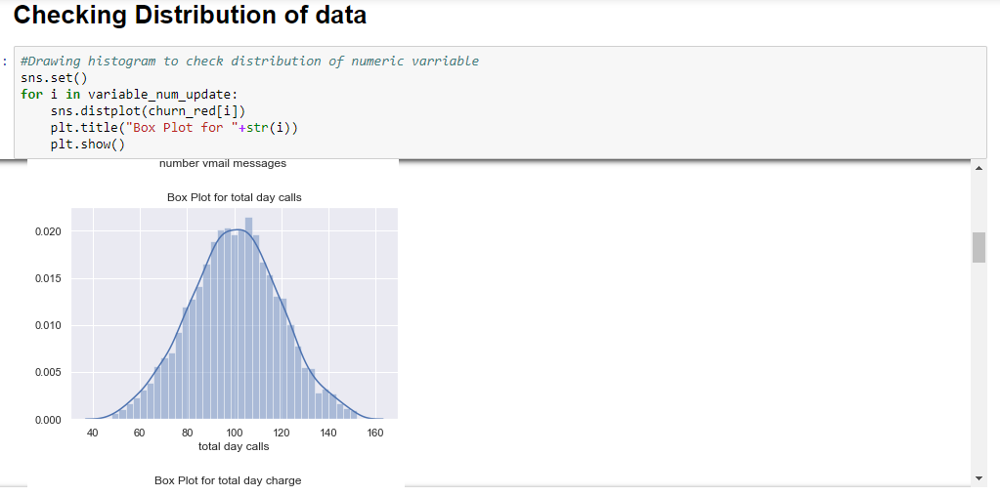 Checking Distribution of data
: #Drawing histogram to check distribution of numeric varriable
sns.set()
for i in variable_num_update:
    sns.distplot(churn_red[i])
    plt.title("Box Plot for "+str(i))
    plt.show()
number vmail messages
Box Plot for total day calls
0.020
0.015
0.010
0.005
0.000
40 60 80 100 120 140 160
total day calls
Box Plot for total day charge